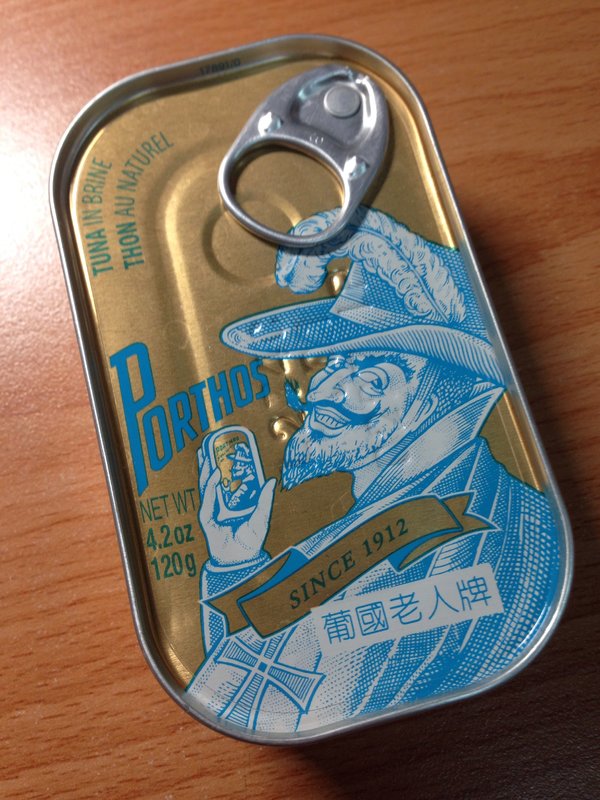 TUNA IN BRINE
THON AU NATUREL
PORTHOS
NET WT
4.2oz
120g
SINCE 1912
葡國老人牌